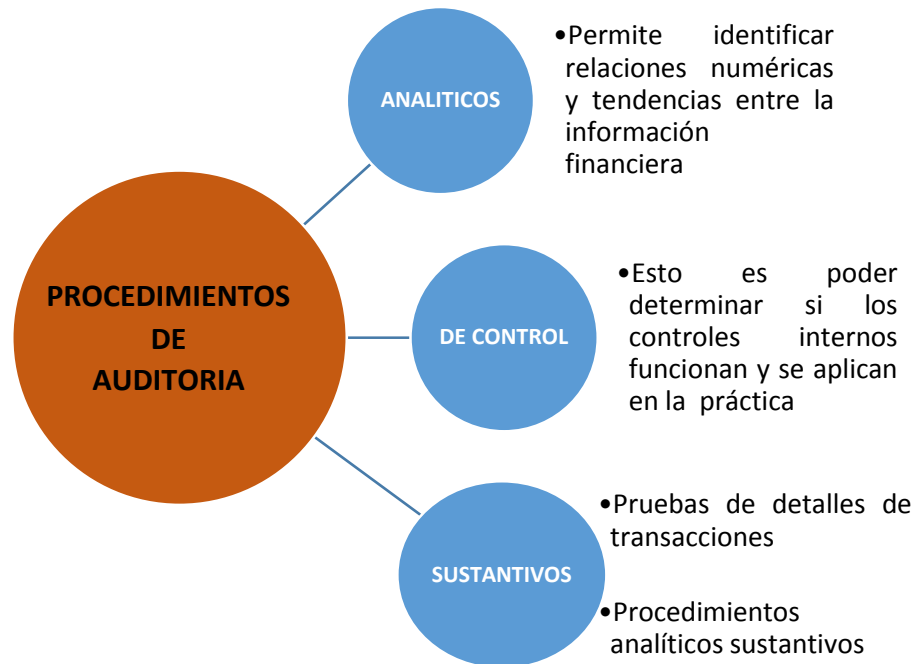 PROCEDIMIENTOS
DE
AUDITORIA
ANALITICOS
•Permite identificar
relaciones numéricas
y tendencias entre la
información
financiera
DE CONTROL
•Esto es poder
determinar si los
controles internos
funcionan y se aplican
en la práctica
SUSTANTIVOS
•Pruebas de detalles de
transacciones
•Procedimientos
analíticos sustantivos